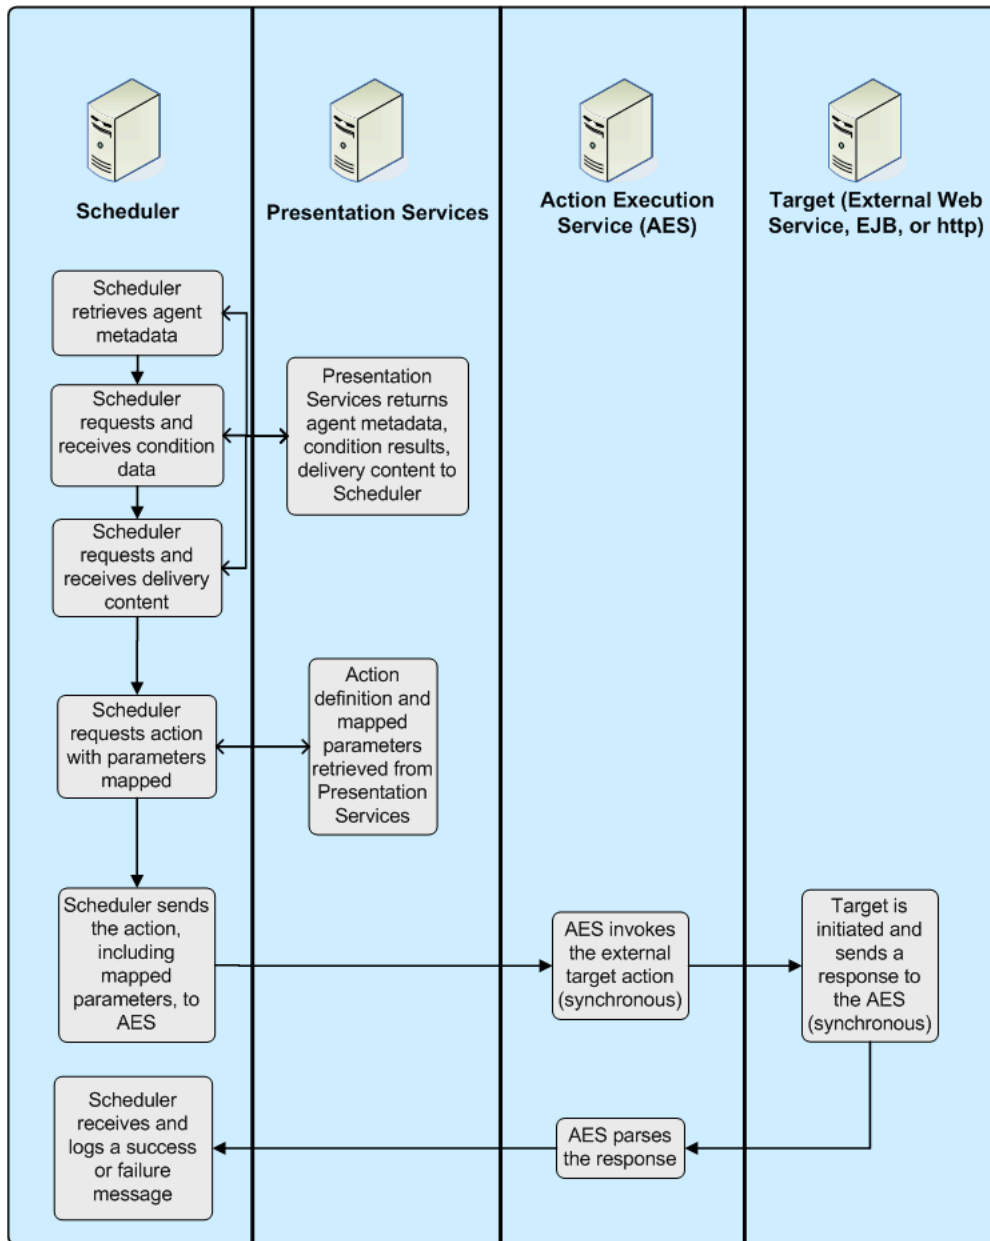 Scheduler
Presentation Services
Action Execution
Service (AES)
Target (External Web
Service, EJB, or http)
Scheduler
retrieves agent
metadata
Scheduler
requests and
receives condition
data
Presentation
Services returns
agent metadata,
condition results,
delivery content to
Scheduler
Scheduler
requests and
receives delivery
content
Scheduler
requests action
with parameters
mapped
Action
definition and
mapped
parameters
retrieved from
Presentation
Services
Scheduler sends
the action,
including
mapped
parameters, to
AES
AES invokes
the external
target action
(synchronous)
Target is
initiated and
sends a
response to
the AES
(synchronous)
Scheduler
receives and
logs a success
or failure
message
AES parses
the response